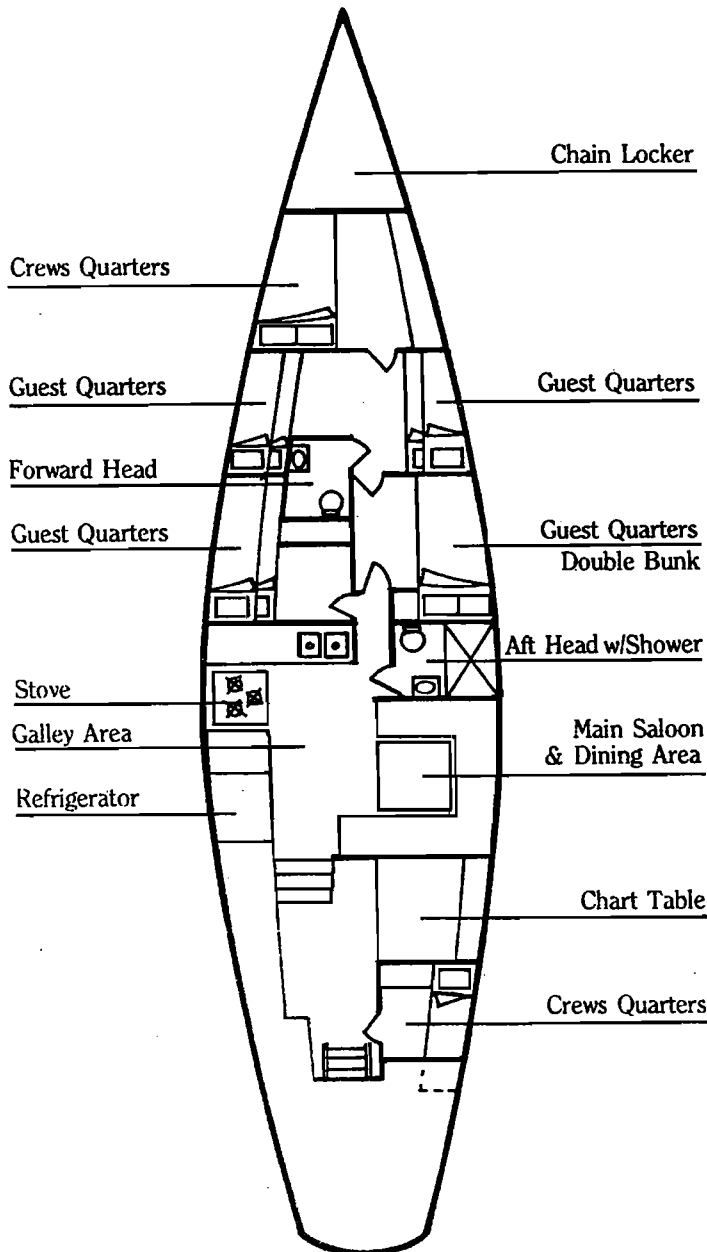 Chain Locker
Crews Quarters
Guest Quarters
Guest Quarters
Forward Head
Guest Quarters
Guest Quarters
Double Bunk
Aft Head w/Shower
Stove
Galley Area
Main Saloon
& Dining Area
Refrigerator
Chart Table
Crews Quarters